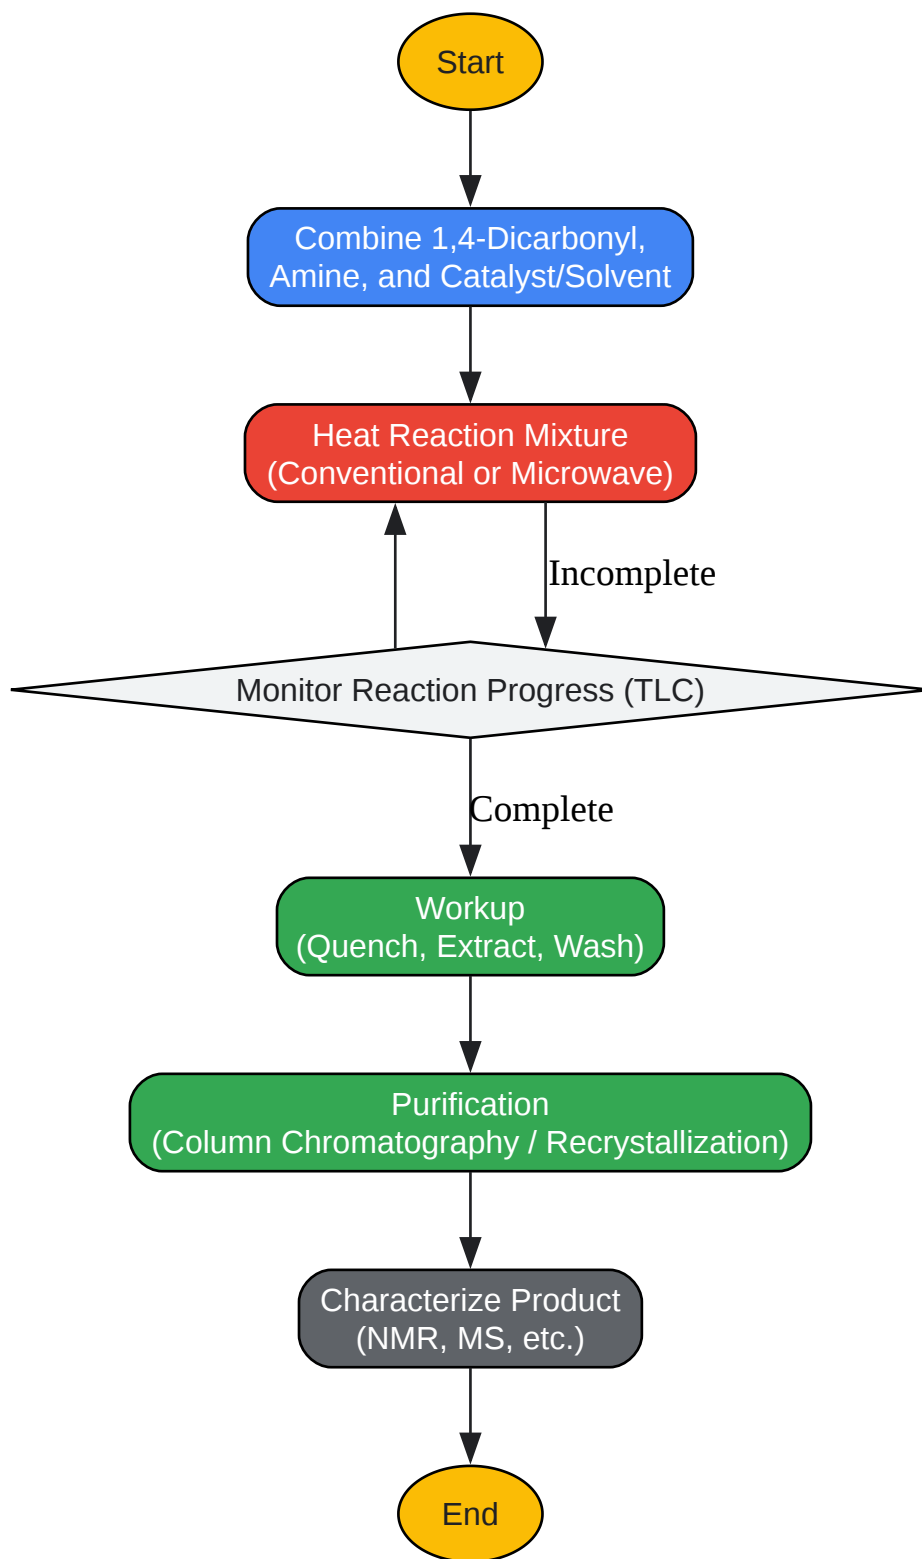 Start
Combine 1,4-Dicarbonyl,
Amine, and Catalyst/Solvent
Heat Reaction Mixture
(Conventional or Microwave)
Incomplete
Monitor Reaction Progress (TLC)
Complete
Workup
(Quench, Extract, Wash)
Purification
(Column Chromatography / Recrystallization)
Characterize Product
(NMR, MS, etc.)
End